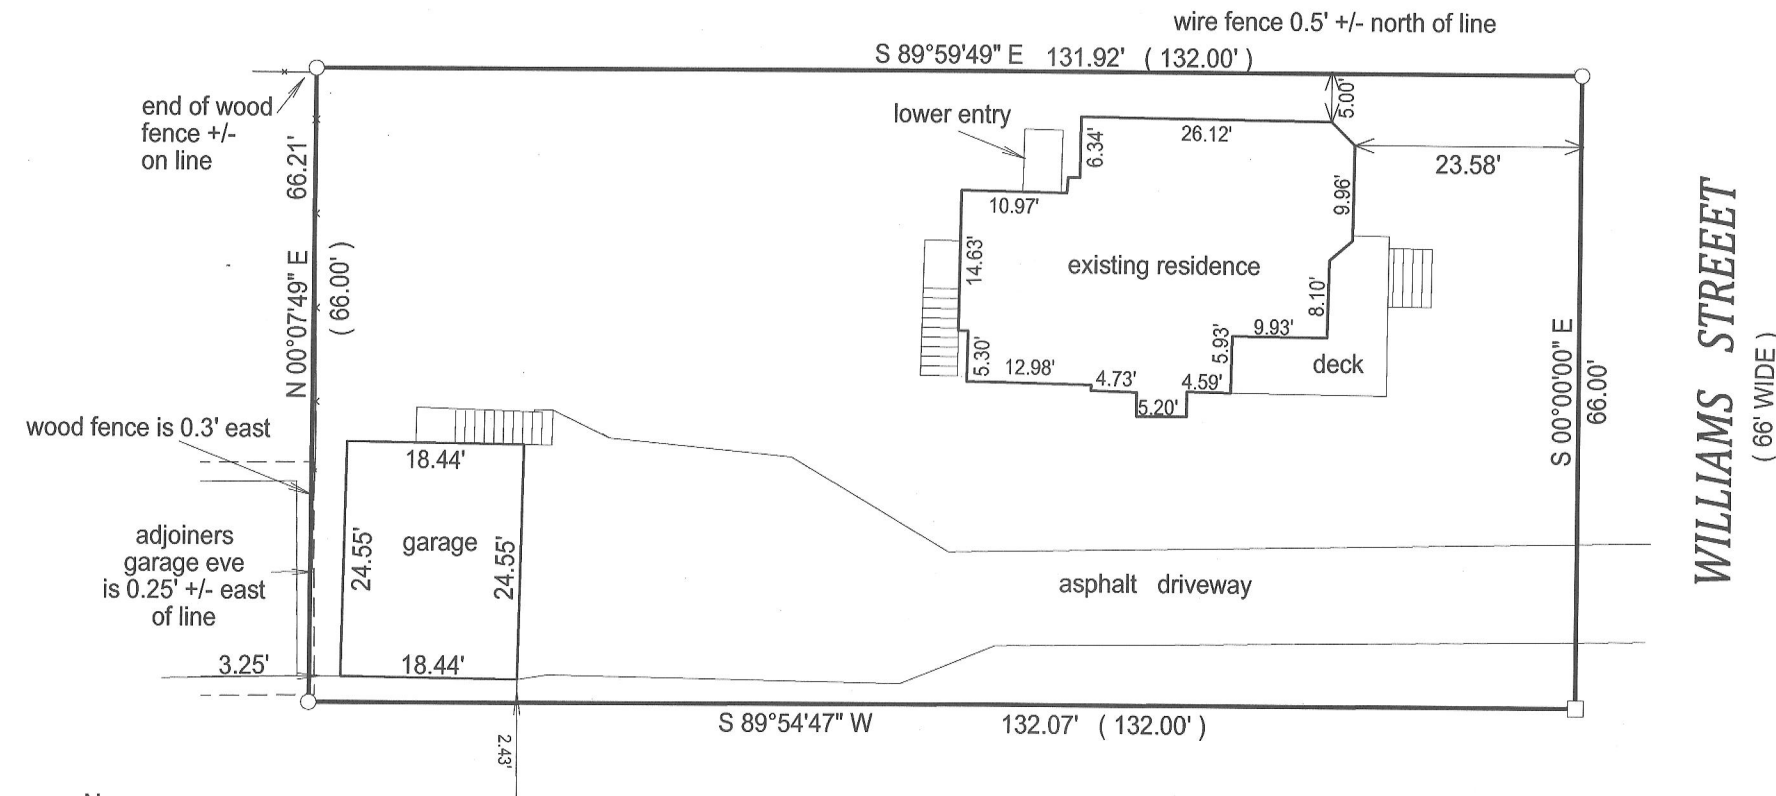 wire fence 0.5' +/- north of line
S 89°59'49" E 131.92' ( 132.00' )
end of wood
fence +/-
on line
lower entry
5.00'
26.12'
6.34'
23.58'
66.21'
N 00°07'49" E
( 66.00' )
10.97'
9.96'
14.63'
existing residence
8.10'
9.93'
5.93'
deck
5.30'
12.98'
4.73'
4.59'
5.20'
S 00°00'00" E
66.00'
WILLIAMS STREET
( 66' WIDE )
wood fence is 0.3' east
18.44'
garage
24.55'
24.55'
adjoiners
garage eve
is 0.25' +/- east
of line
asphalt driveway
3.25'
18.44'
S 89°54'47" W 132.07' ( 132.00' )
2.43'